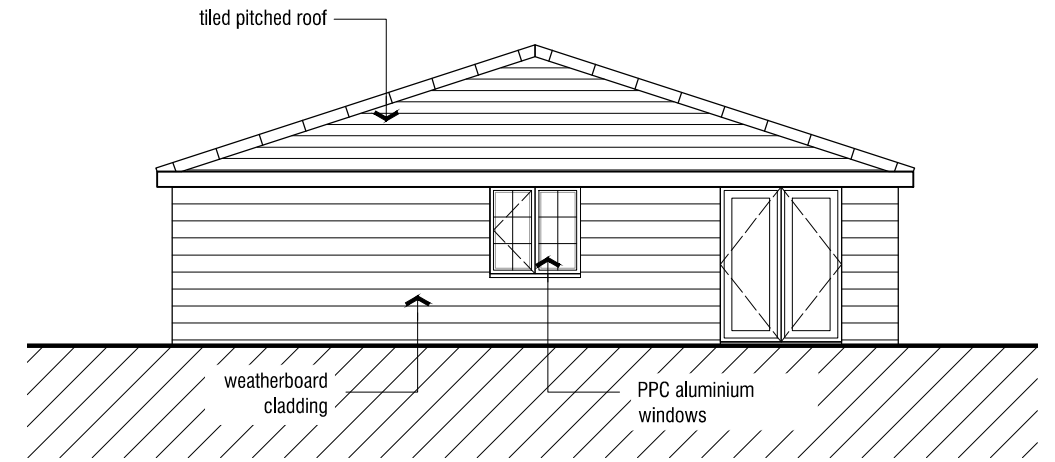 tiled pitched roof
weatherboard
cladding
PPC aluminium
windows